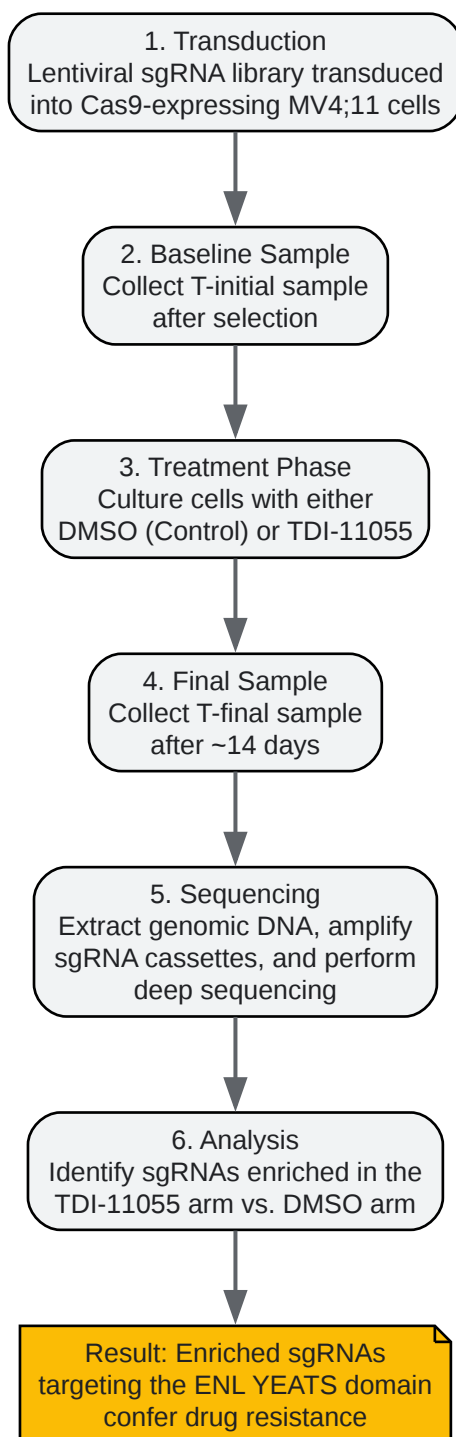 1. Transduction
Lentiviral sgRNA library transduced
into Cas9-expressing MV4;11 cells
2. Baseline Sample
Collect T-initial sample
after selection
3. Treatment Phase
Culture cells with either
DMSO (Control) or TDI-11055
4. Final Sample
Collect T-final sample
after ~14 days
5. Sequencing
Extract genomic DNA, amplify
sgRNA cassettes, and perform
deep sequencing
6. Analysis
Identify sgRNAs enriched in the
TDI-11055 arm vs. DMSO arm
Result: Enriched sgRNAs
targeting the ENL YEATS domain
confer drug resistance